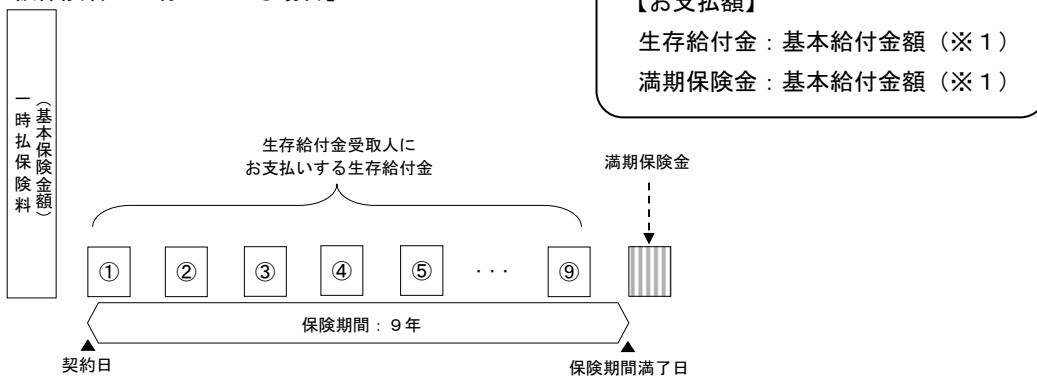 【お支払額】
生存給付金：基本給付金額（※１）
満期保険金：基本給付金額（※１）
一時払保険料
（基本保険金額）
生存給付金受取人に
お支払いする生存給付金
満期保険金
① ② ③ ④ ⑤ ・・・ ⑨
保険期間：９年
契約日
保険期間満了日